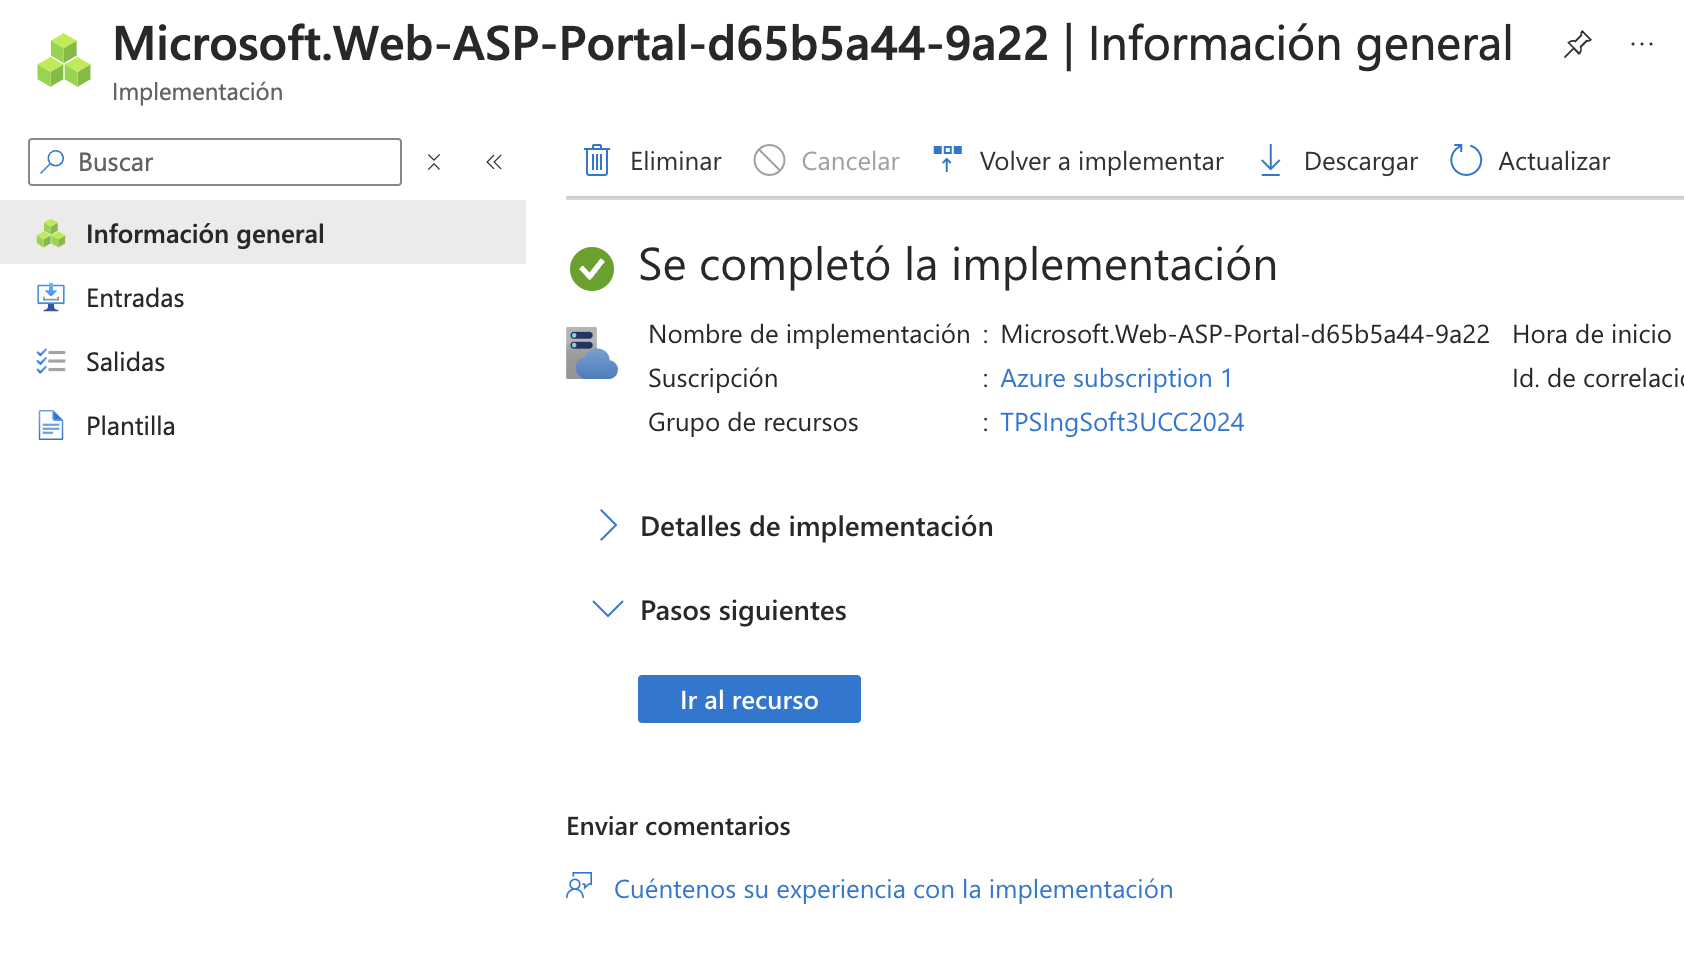 Microsoft.Web-ASP-Portal-d65b5a44-9a22 | Información general
Implementación
Buscar
Eliminar
Cancelar
Volver a implementar
Descargar
Actualizar
Información general
Entradas
Salidas
Plantilla
Se completó la implementación
Nombre de implementación : Microsoft.Web-ASP-Portal-d65b5a44-9a22 Hora de inicio
Suscripción : Azure subscription 1 Id. de correlació
Grupo de recursos : TPSIngSoft3UCC2024
Detalles de implementación
Pasos siguientes
Ir al recurso
Enviar comentarios
Cuéntenos su experiencia con la implementación